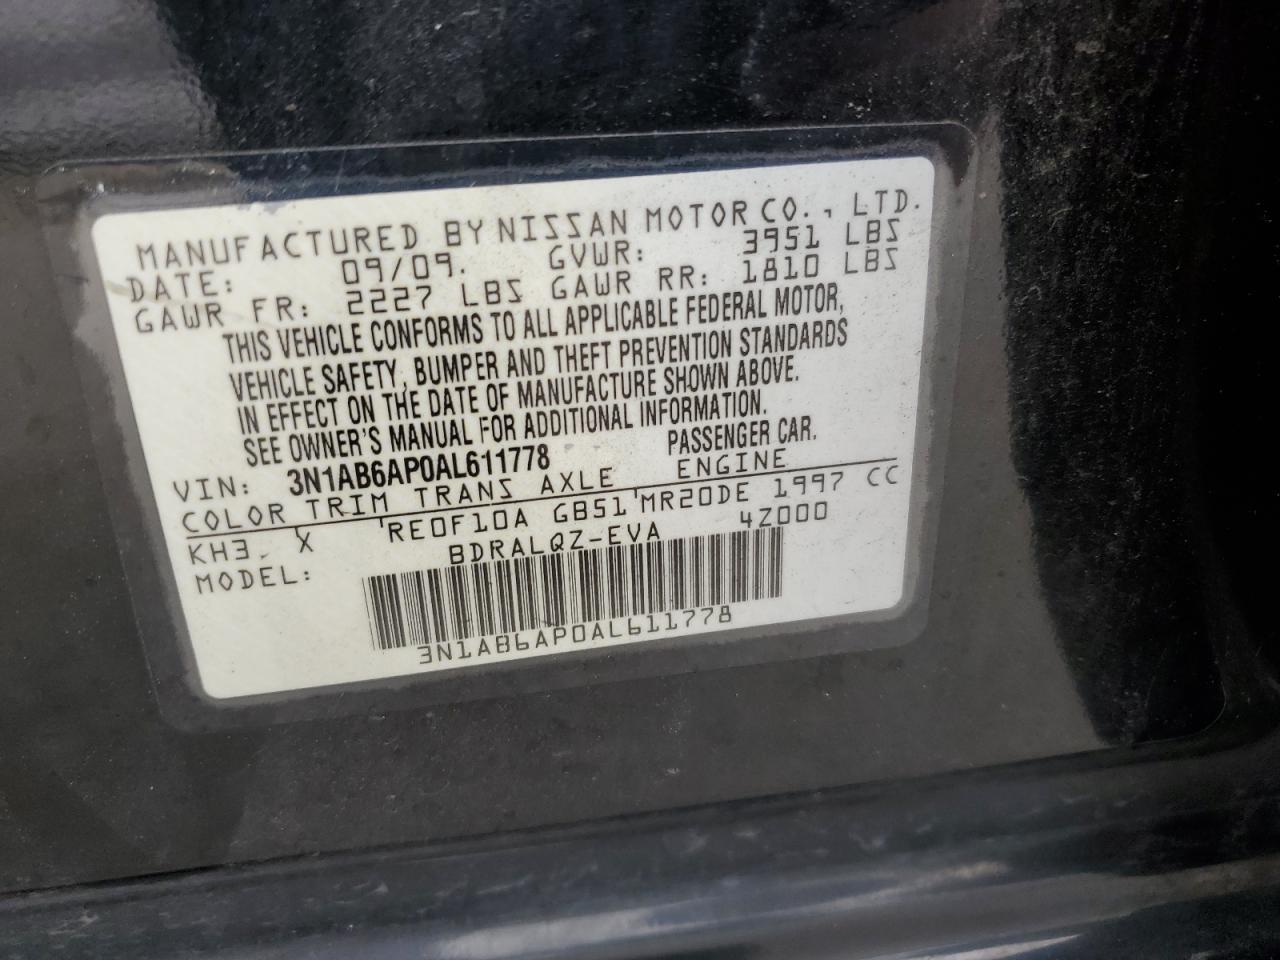 MANUFACTURED BY NISSAN MOTOR CO., LTD.
DATE: 09/09. GVWR: 3951 LBS
GAWR FR: 2227 LBS GAWR RR: 1810 LBS
THIS VEHICLE CONFORMS TO ALL APPLICABLE FEDERAL MOTOR,
VEHICLE SAFETY, BUMPER AND THEFT PREVENTION STANDARDS
IN EFFECT ON THE DATE OF MANUFACTURE SHOWN ABOVE.
SEE OWNER'S MANUAL FOR ADDITIONAL INFORMATION.
VIN: 3N1AB6AP0AL611778 PASSENGER CAR.
COLOR TRIM TRANS AXLE ENGINE
KH3. X RE0F10A GB51 MR20DE 1997 CC
MODEL: BDRALQZ-EVA 4Z000
3N1AB6AP0AL611778